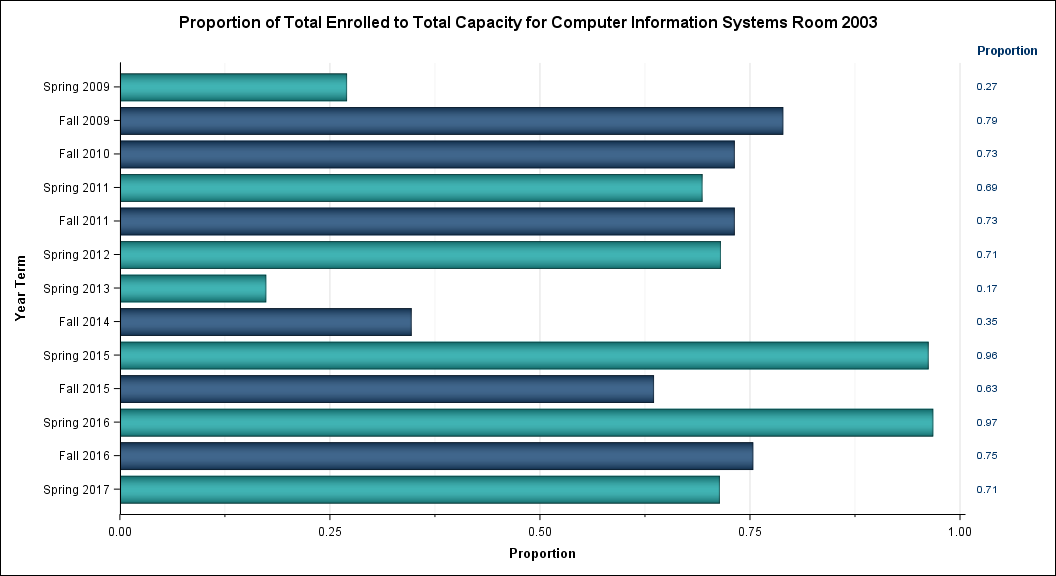 Proportion of Total Enrolled to Total Capacity for Computer Information Systems Room 2003
Proportion
Spring 2009 0.27
Fall 2009 0.79
Fall 2010 0.73
Spring 2011 0.69
Fall 2011 0.73
Spring 2012 0.71
Spring 2013 0.17
Fall 2014 0.35
Spring 2015 0.96
Fall 2015 0.63
Spring 2016 0.97
Fall 2016 0.75
Spring 2017 0.71
Year Term
0.00 0.25 0.50 0.75 1.00
Proportion